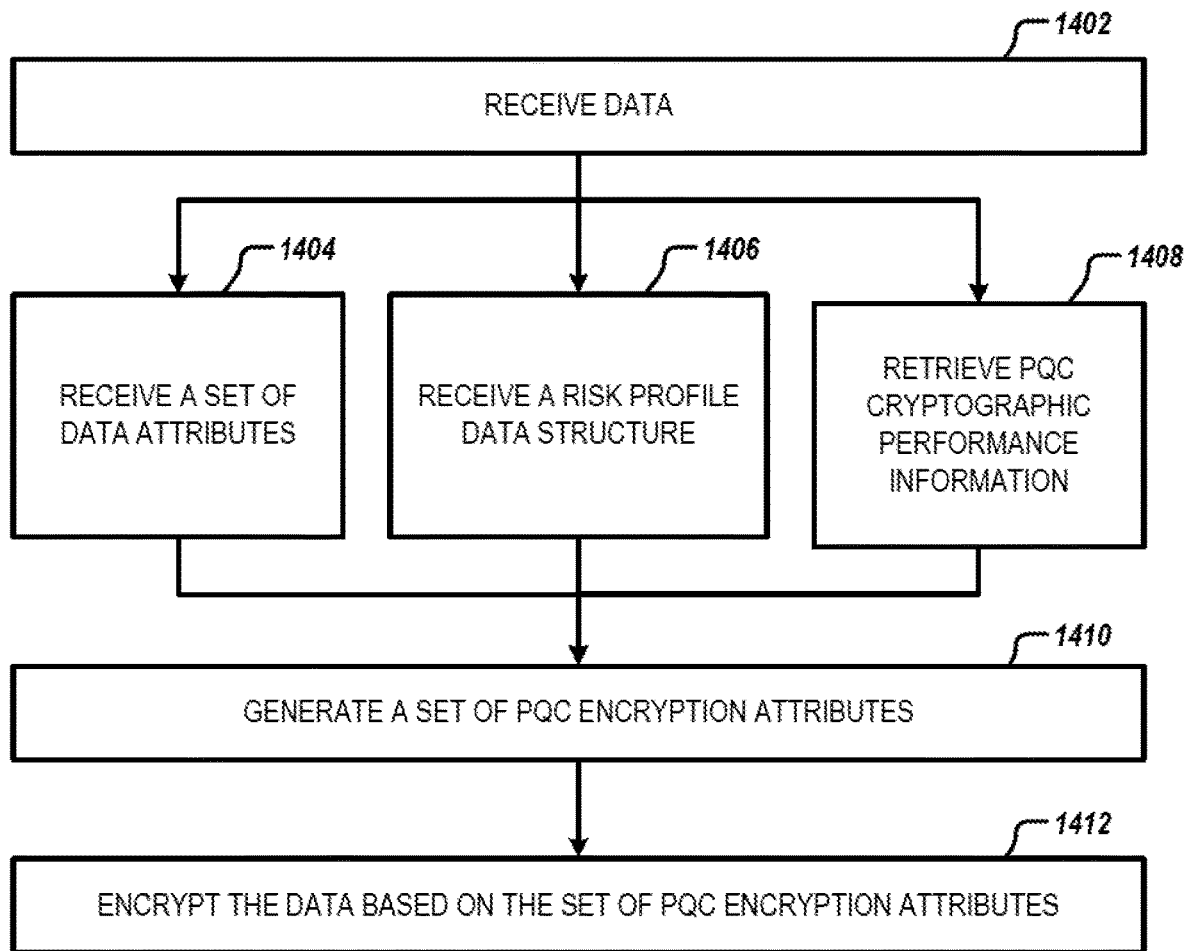 1402
RECEIVE DATA
1404
1406
1408
RECEIVE A SET OF
DATA ATTRIBUTES
RECEIVE A RISK PROFILE
DATA STRUCTURE
RETRIEVE PQC
CRYPTOGRAPHIC
PERFORMANCE
INFORMATION
1410
GENERATE A SET OF PQC ENCRYPTION ATTRIBUTES
1412
ENCRYPT THE DATA BASED ON THE SET OF PQC ENCRYPTION ATTRIBUTES